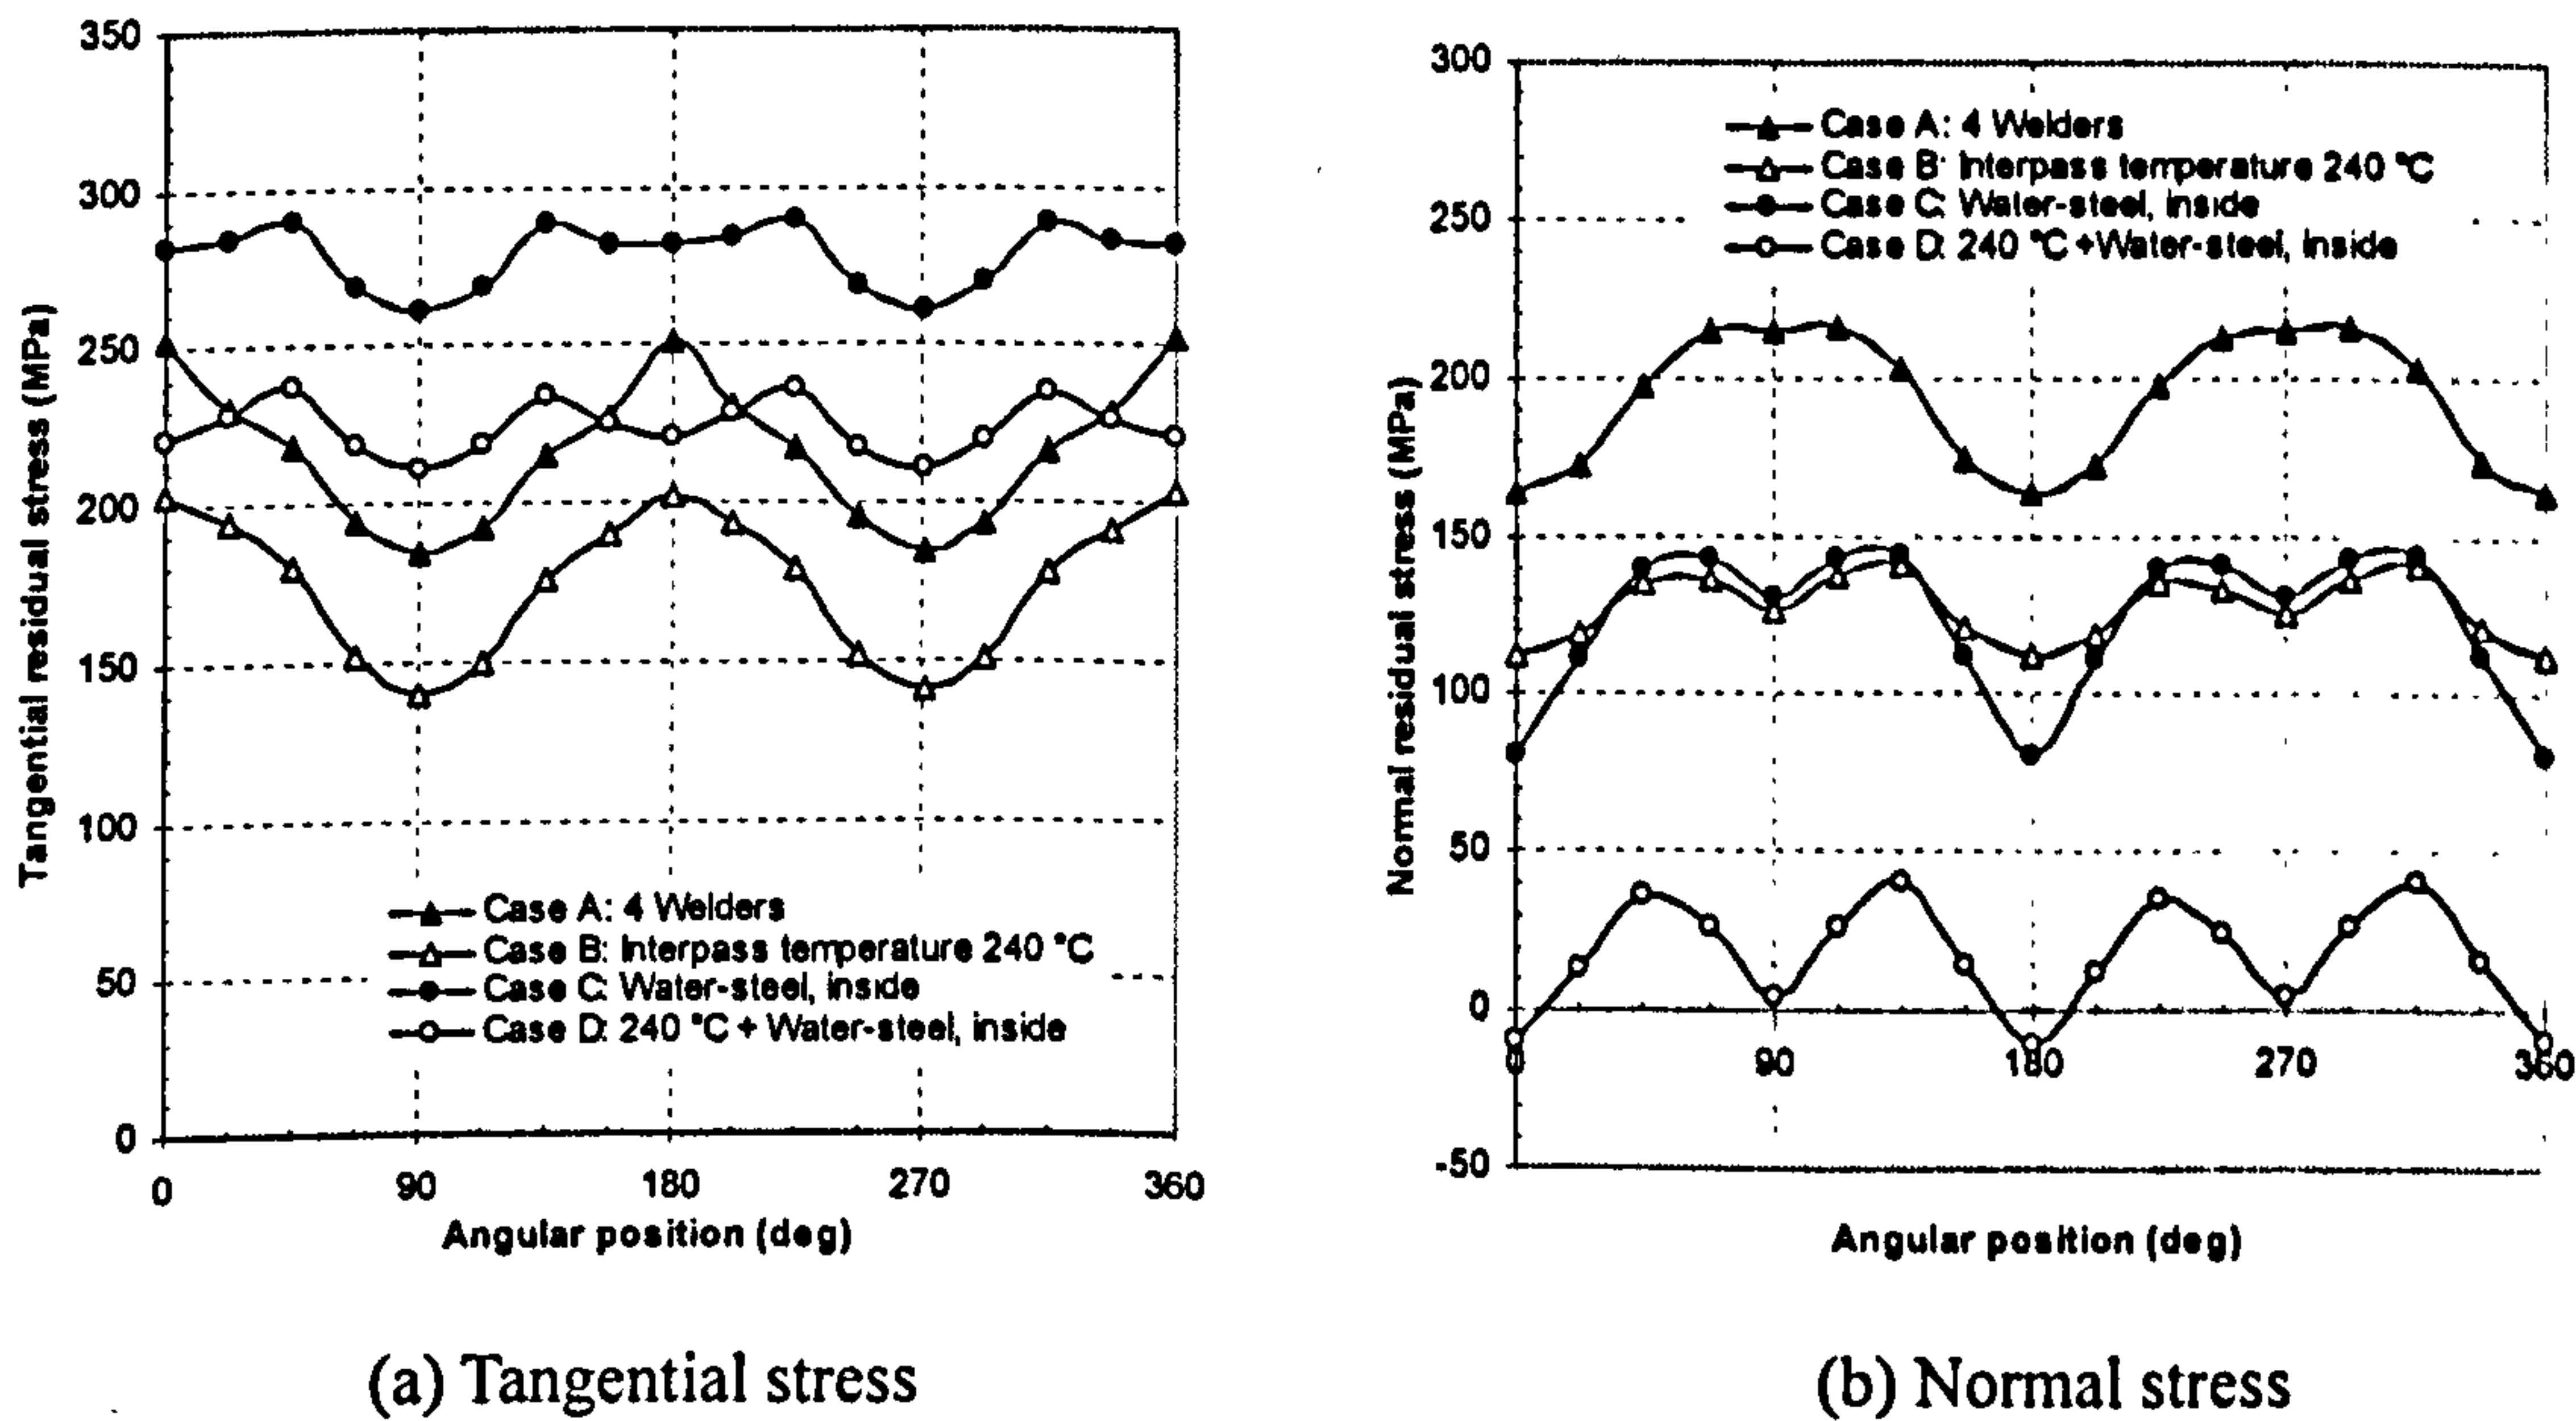 350
300
250
200
150
100
50
0
Tangential residual stress (MPa)
Case A: 4 Welders
Case B: Interpass temperature 240 °C
Case C: Water-steel, inside
Case D: 240 °C + Water-steel, inside
0 90 180 270 360
Angular position (deg)
(a) Tangential stress
300
250
200
150
100
50
0
-50
Normal residual stress (MPa)
Case A: 4 Welders
Case B: Interpass temperature 240 °C
Case C: Water-steel, inside
Case D: 240 °C +Water-steel, inside
0 90 180 270 360
Angular position (deg)
(b) Normal stress